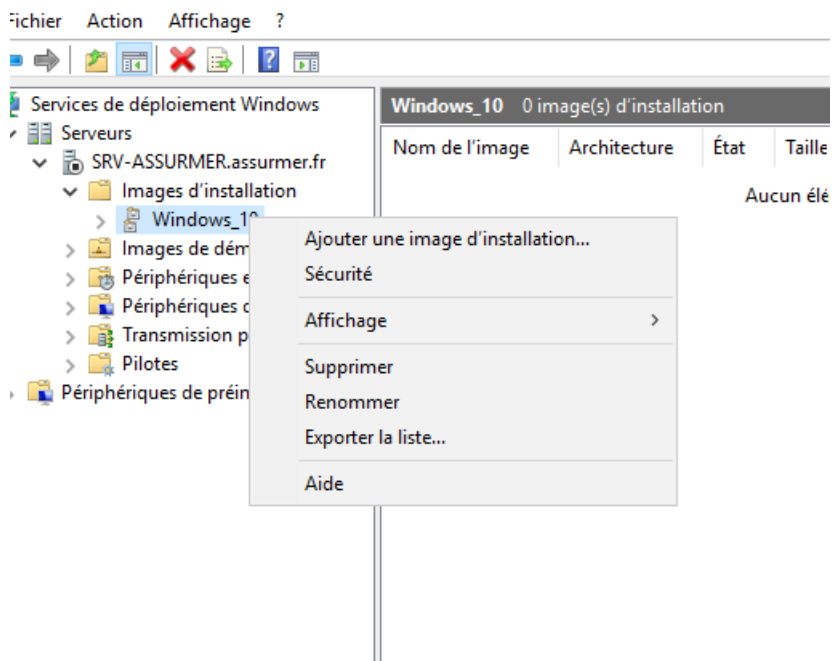 Fichier Action Affichage ?
Services de déploiement Windows
Serveurs
SRV-ASSURMER.assurmer.fr
Images d'installation
Windows_10
Images de dém
Périphériques e
Périphériques
Transmission p
Pilotes
Périphériques de préin
Windows_10 0 image(s) d'installation
Nom de l'image Architecture État Taille
Aucun élé
Ajouter une image d'installation...
Sécurité
Affichage
Supprimer
Renommer
Exporter la liste...
Aide